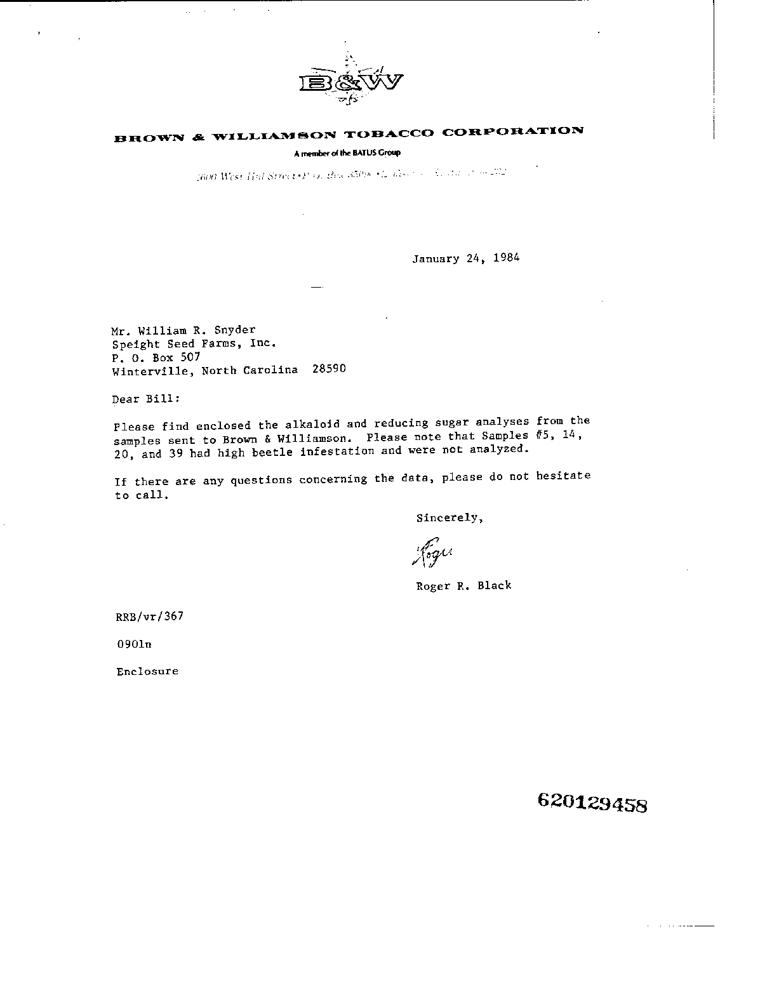 B&W
BROWN & WILLIAMSON TOBACCO CORPORATION
A member of the BATUS Group
West Hill Street
January 24, 1984
Mr. William R. Snyder
Speight Seed Farms, Inc.
P. O. Box 507
Winterville, North Carolina 28590
Dear Bill:
Please find enclosed the alkaloid and reducing sugar analyses from the
samples sent to Brown & Williamson. Please note that Samples #5, 14,
20, and 39 had high beetle infestation and were not analyzed.
If there are any questions concerning the data, please do not hesitate
to call.
Sincerely,
Roger
Roger R. Black
RRB/vr/367
0901n
Enclosure
620129458